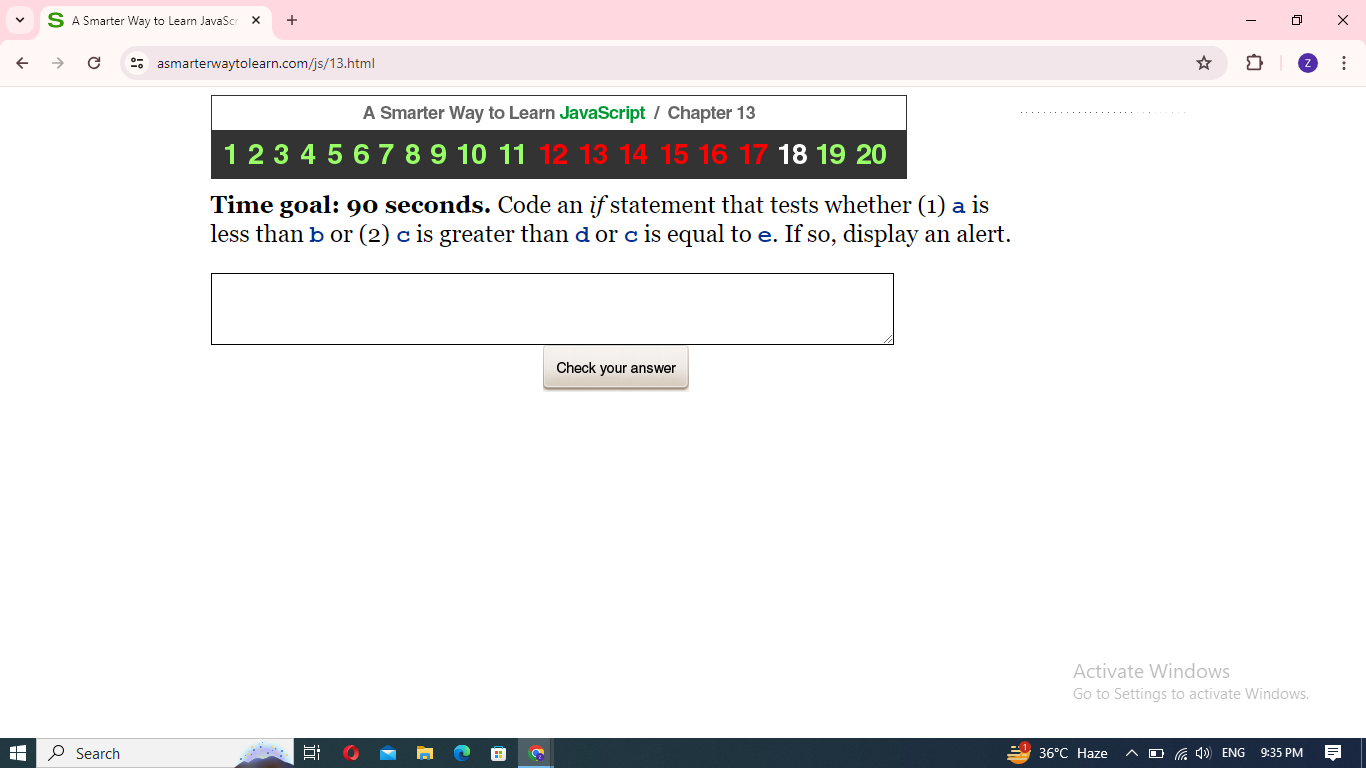 A Smarter Way to Learn JavaScr
asmarterwaytolearn.com/js/13.html
Z
A Smarter Way to Learn JavaScript / Chapter 13
1 2 3 4 5 6 7 8 9 10 11 12 13 14 15 16 17 18 19 20
Time goal: 90 seconds. Code an if statement that tests whether (1) a is
less than b or (2) c is greater than d or c is equal to e. If so, display an alert.
Check your answer
Activate Windows
Go to Settings to activate Windows.
Search
1
36°C Haze
ENG
9:35 PM